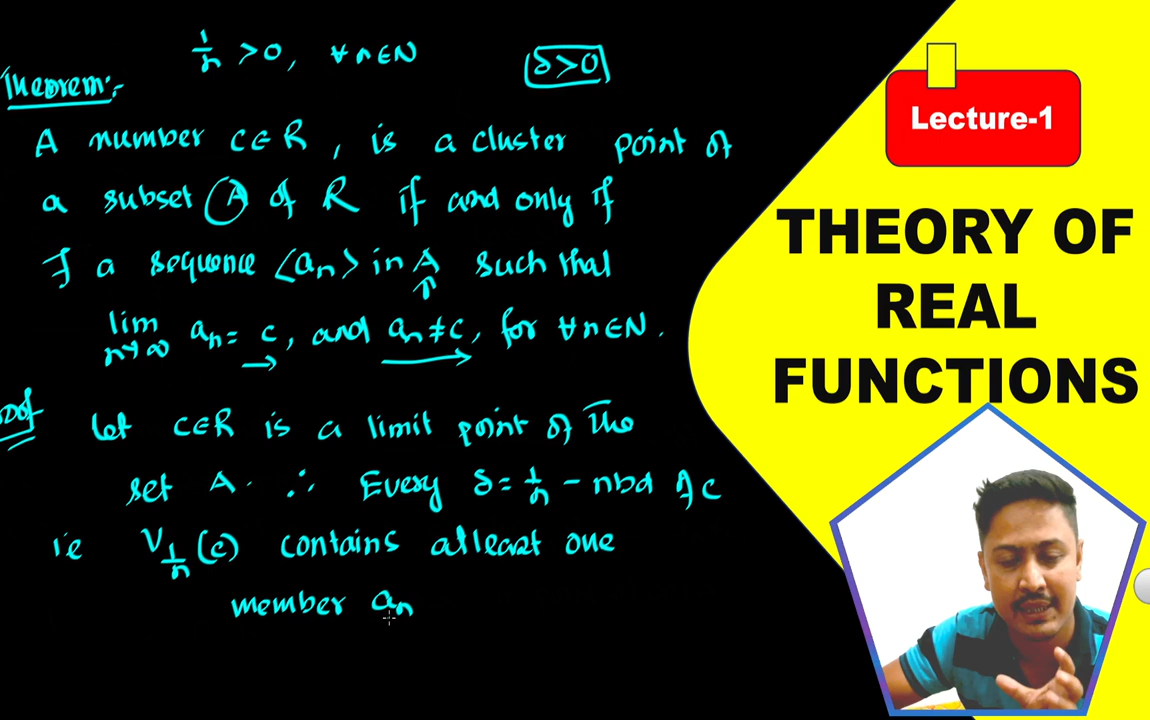 1/n > 0, ∀ n ∈ N
δ > 0
Theorem:-
A number c ∈ R, is a cluster point of
a subset A of R if and only if
∃ a sequence <an> in A such that
lim n→∞ an = c, and an ≠ c, for ∀ n ∈ N.
Let c ∈ R is a limit point of the
set A. ∴ Every δ = 1/n - nbd of c
ie V1/n (c) contains atleast one
member an
Lecture-1
THEORY OF
REAL
FUNCTIONS